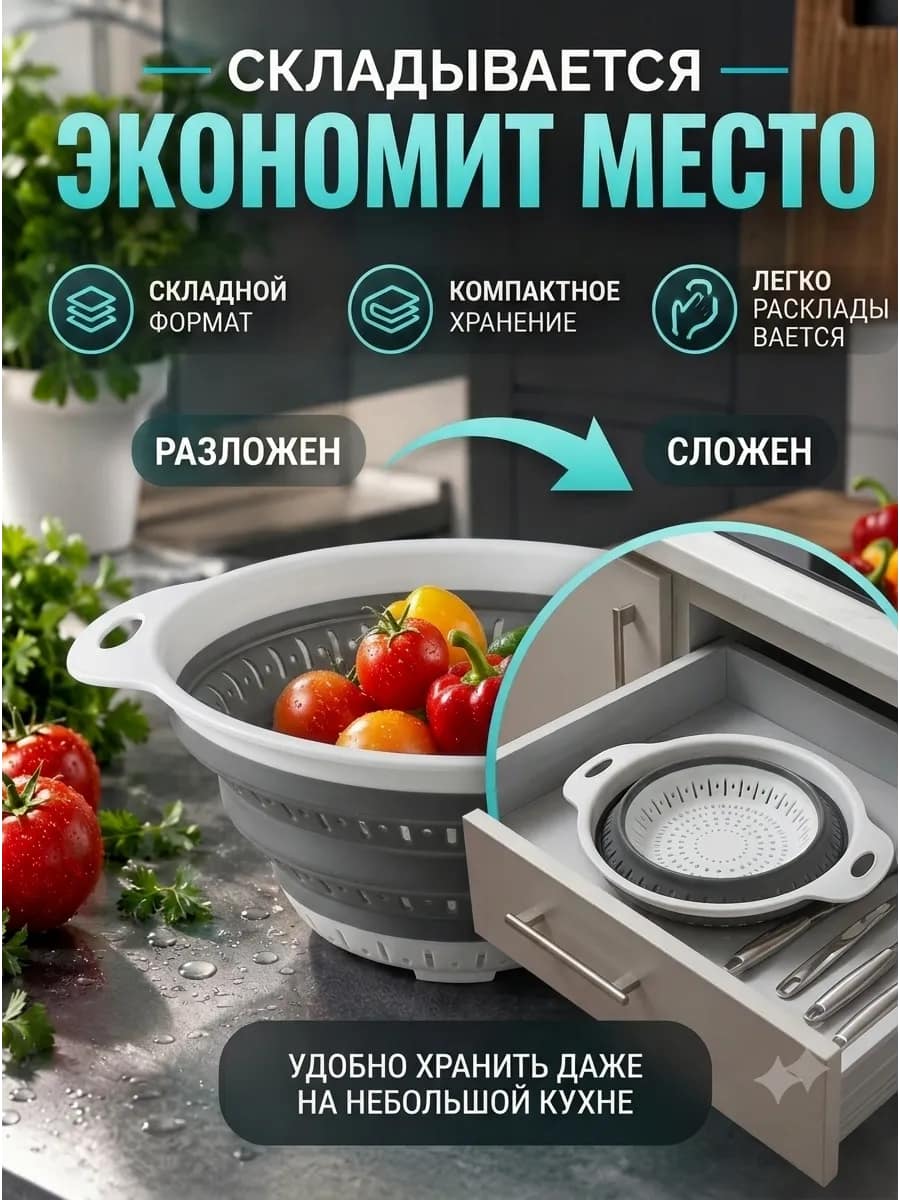 СКЛАДЫВАЕТСЯ
ЭКОНОМИТ МЕСТО
СКЛАДНОЙ
ФОРМАТ
КОМПАКТНОЕ
ХРАНЕНИЕ
ЛЕГКО
РАСКЛАДЫ
ВАЕТСЯ
РАЗЛОЖЕН
СЛОЖЕН
УДОБНО ХРАНИТЬ ДАЖЕ
НА НЕБОЛЬШОЙ КУХНЕ